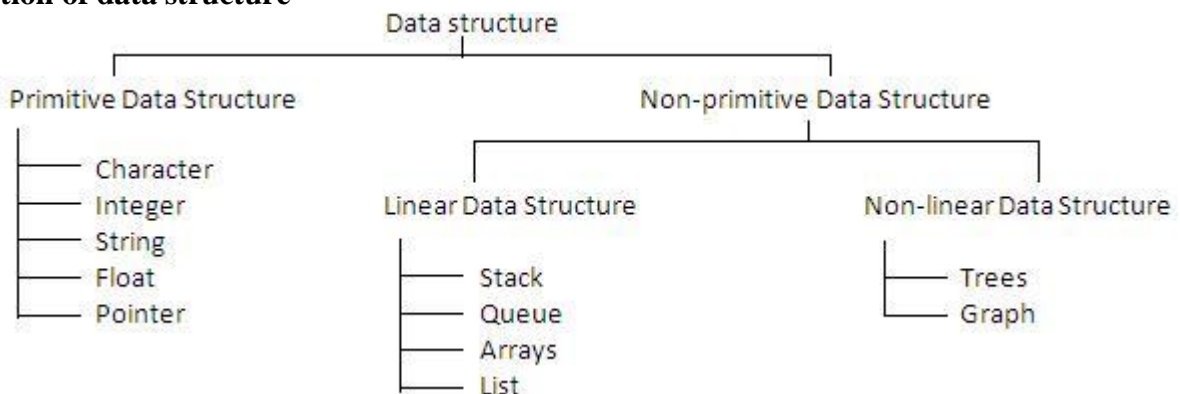 of data structure
Data structure
Primitive Data Structure
Non-primitive Data Structure
Character
Integer
String
Float
Pointer
Linear Data Structure
Non-linear Data Structure
Stack
Queue
Arrays
List
Trees
Graph